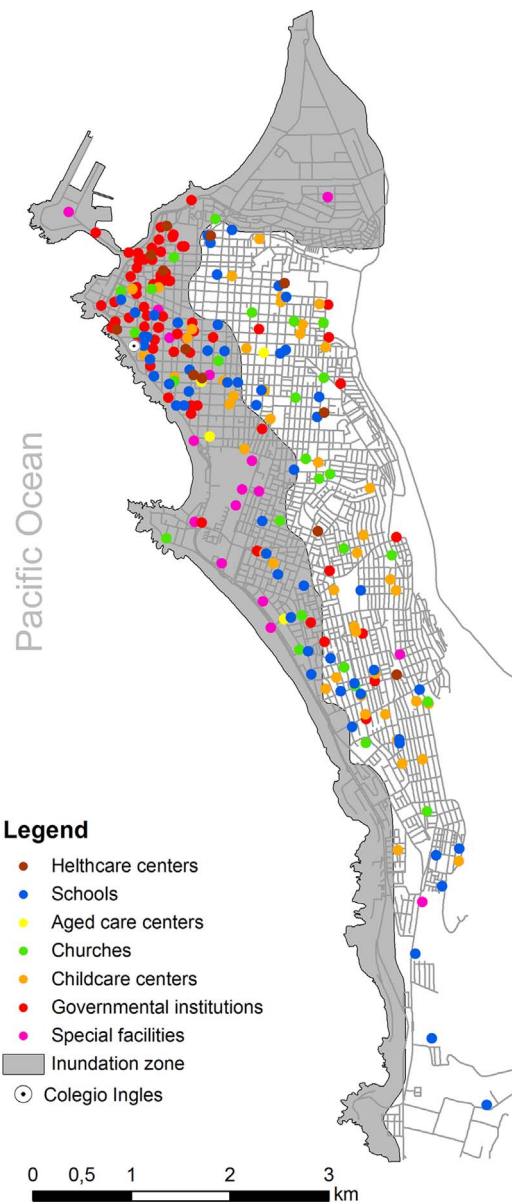 Pacific Ocean
Legend
Helthcare centers
Schools
Aged care centers
Churches
Childcare centers
Governmental institutions
Special facilities
Inundation zone
Colegio Ingles
0 0,5 1 2 3
km